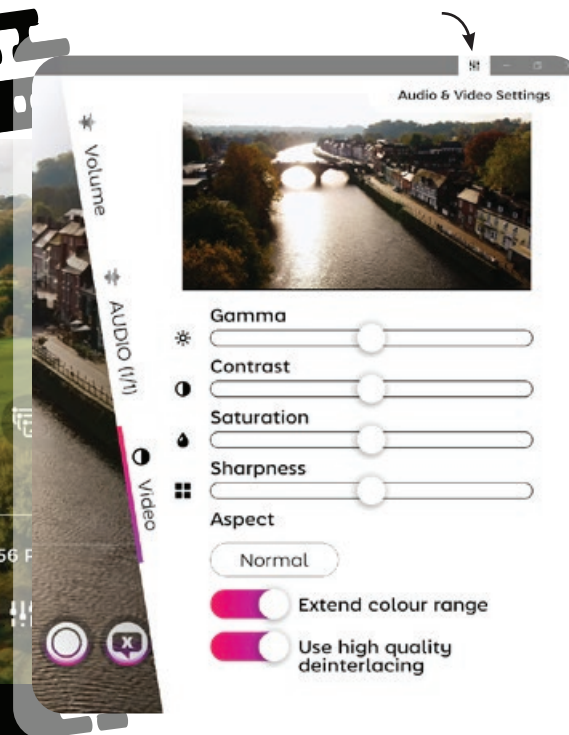 Audio & Video Settings
Volume
AUDIO (1/1)
Video
Gamma
Contrast
Saturation
Sharpness
Aspect
Normal
Extend colour range
Use high quality
deinterlacing
56 P
X